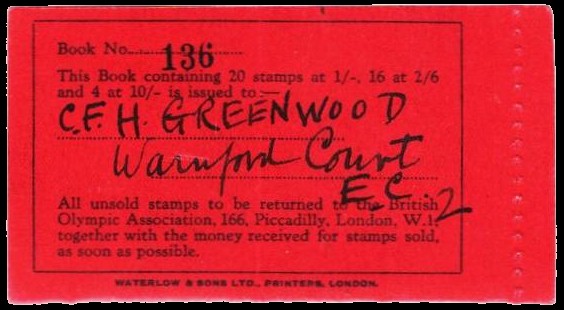 Book No. 136
This Book containing 20 stamps at 1/-, 16 at 2/6
and 4 at 10/- is issued to:—
C.F.H. GREENWOOD
Warnford Court
E.C.2
All unsold stamps to be returned to the British
Olympic Association, 166, Piccadilly, London, W.1,
together with the money received for stamps sold,
as soon as possible.
WATERLOW & SONS LTD., PRINTERS, LONDON.